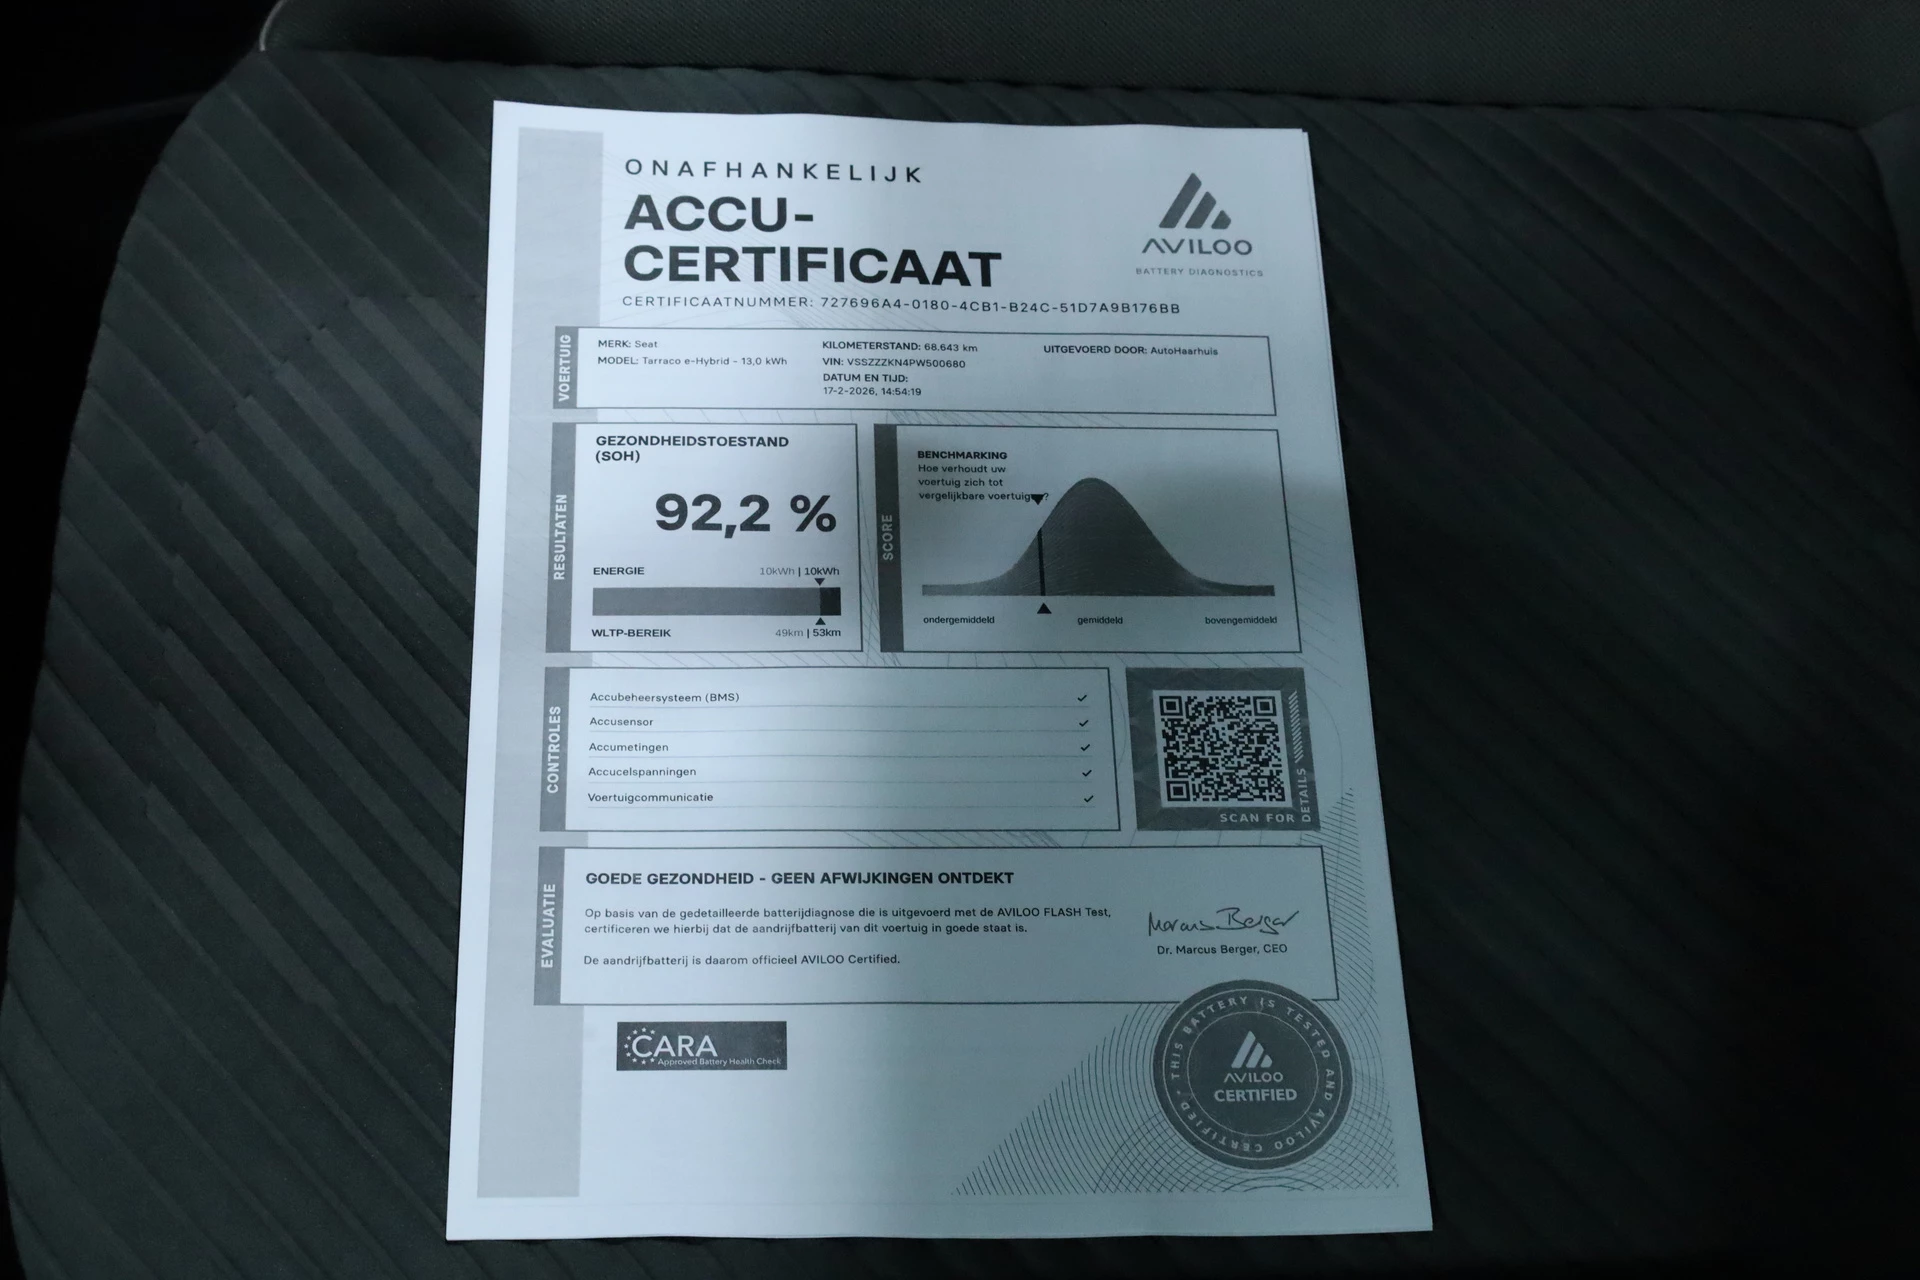 ONAFHANKELIJK
ACCU-
CERTIFICAAT
CERTIFICAATNUMMER: 727696A4-0180-4CB1-B24C-51D7A9B176BB
AVILOO
BATTERY DIAGNOSTICS
VOERTUIG
MERK: Seat
MODEL: Tarraco e-Hybrid - 13,0 kWh
KILOMETERSTAND: 68.643 km
VIN: VSSZZZKN4PW500680
DATUM EN TIJD:
17-2-2026, 14:54:19
UITGEVOERD DOOR: AutoHaarhuis
RESULTATEN
GEZONDHEIDSTOESTAND
(SOH)
92,2 %
ENERGIE
10kWh | 10kWh
WLTP-BEREIK
49km | 53km
SCORE
BENCHMARKING
Hoe verhoudt uw
voertuig zich tot
vergelijkbare voertuig ?
ondergemiddeld
gemiddeld
bovengemiddeld
CONTROLES
Accubeheersysteem (BMS)
Accusensor
Accumetingen
Accucelspanningen
Voertuigcommunicatie
SCAN FOR DETAILS
EVALUATIE
GOEDE GEZONDHEID - GEEN AFWIJKINGEN ONTDEKT
Op basis van de gedetailleerde batterijdiagnose die is uitgevoerd met de AVILOO FLASH Test,
certificeren we hierbij dat de aandrijfbatterij van dit voertuig in goede staat is.
De aandrijfbatterij is daarom officieel AVILOO Certified.
Marcus Berger
Dr. Marcus Berger, CEO
CARA
Approved Battery Health Check
THIS BATTERY IS TESTED AND AVILOO CERTIFIED -
AVILOO
CERTIFIED